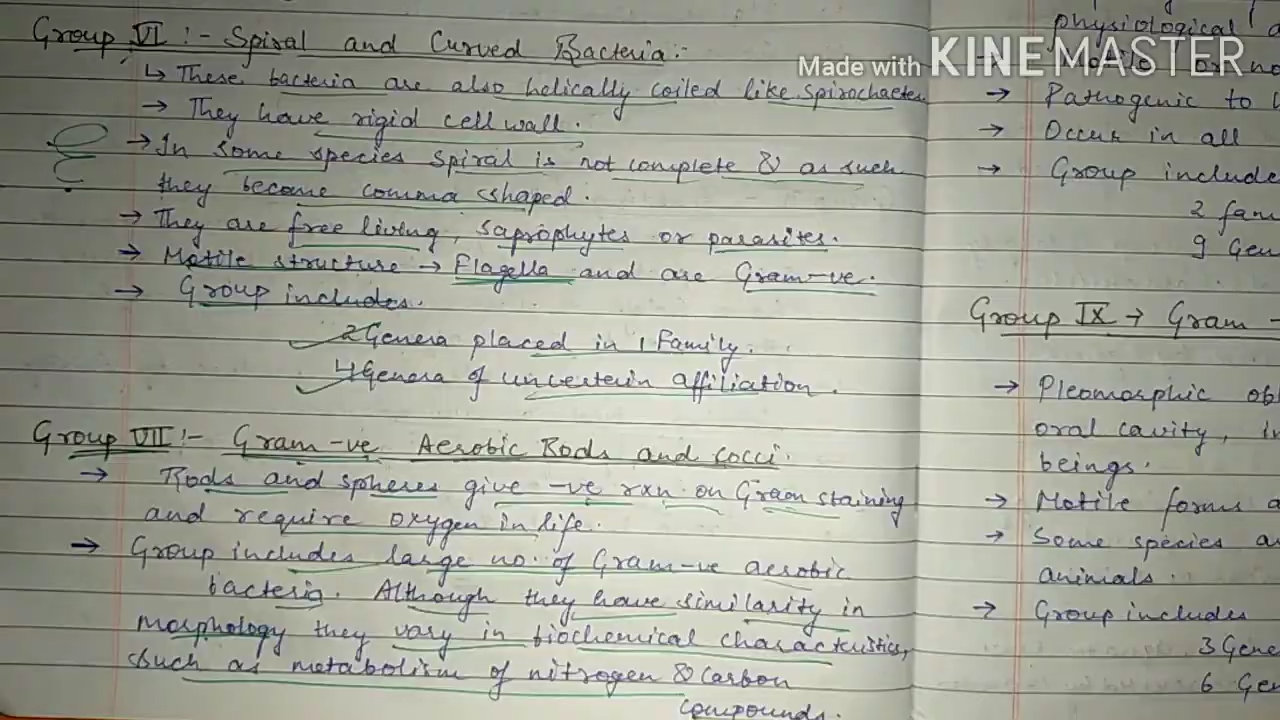 Group VI :- Spiral and Curved Bacteria :-
↳ These bacteria are also helically coiled like spirochaetes
→ They have rigid cell wall.
→ In some species spiral is not complete & as such
they become comma shaped.
→ They are free living, saprophytes or parasites.
→ Motile structure → Flagella and are Gram-ve.
→ Group includes.
2 Genera placed in 1 Family.
4 Genera of uncertein affiliation.
Group VII :- Gram -ve Aerobic Rods and cocci.
→ Rods and spheres give -ve rxn on Gram staining
and require oxygen in life.
→ Group includes large no. of Gram-ve aerobic
bacteria. Although they have similarity in
morphology they vary in biochemical characteristics,
such as metabolism of nitrogen & Carbon
compounds.
physiological
Made with KINEMASTER
→ Pathogenic to
→ Occur in all
→ Group include
2 fam
9 Gen
Group IX → Gram -
→ Pleomorphic ob
oral cavity, in
beings.
→ Motile forms a
→ Some species a
animals.
→ Group includes
3 Gene
6 Gen